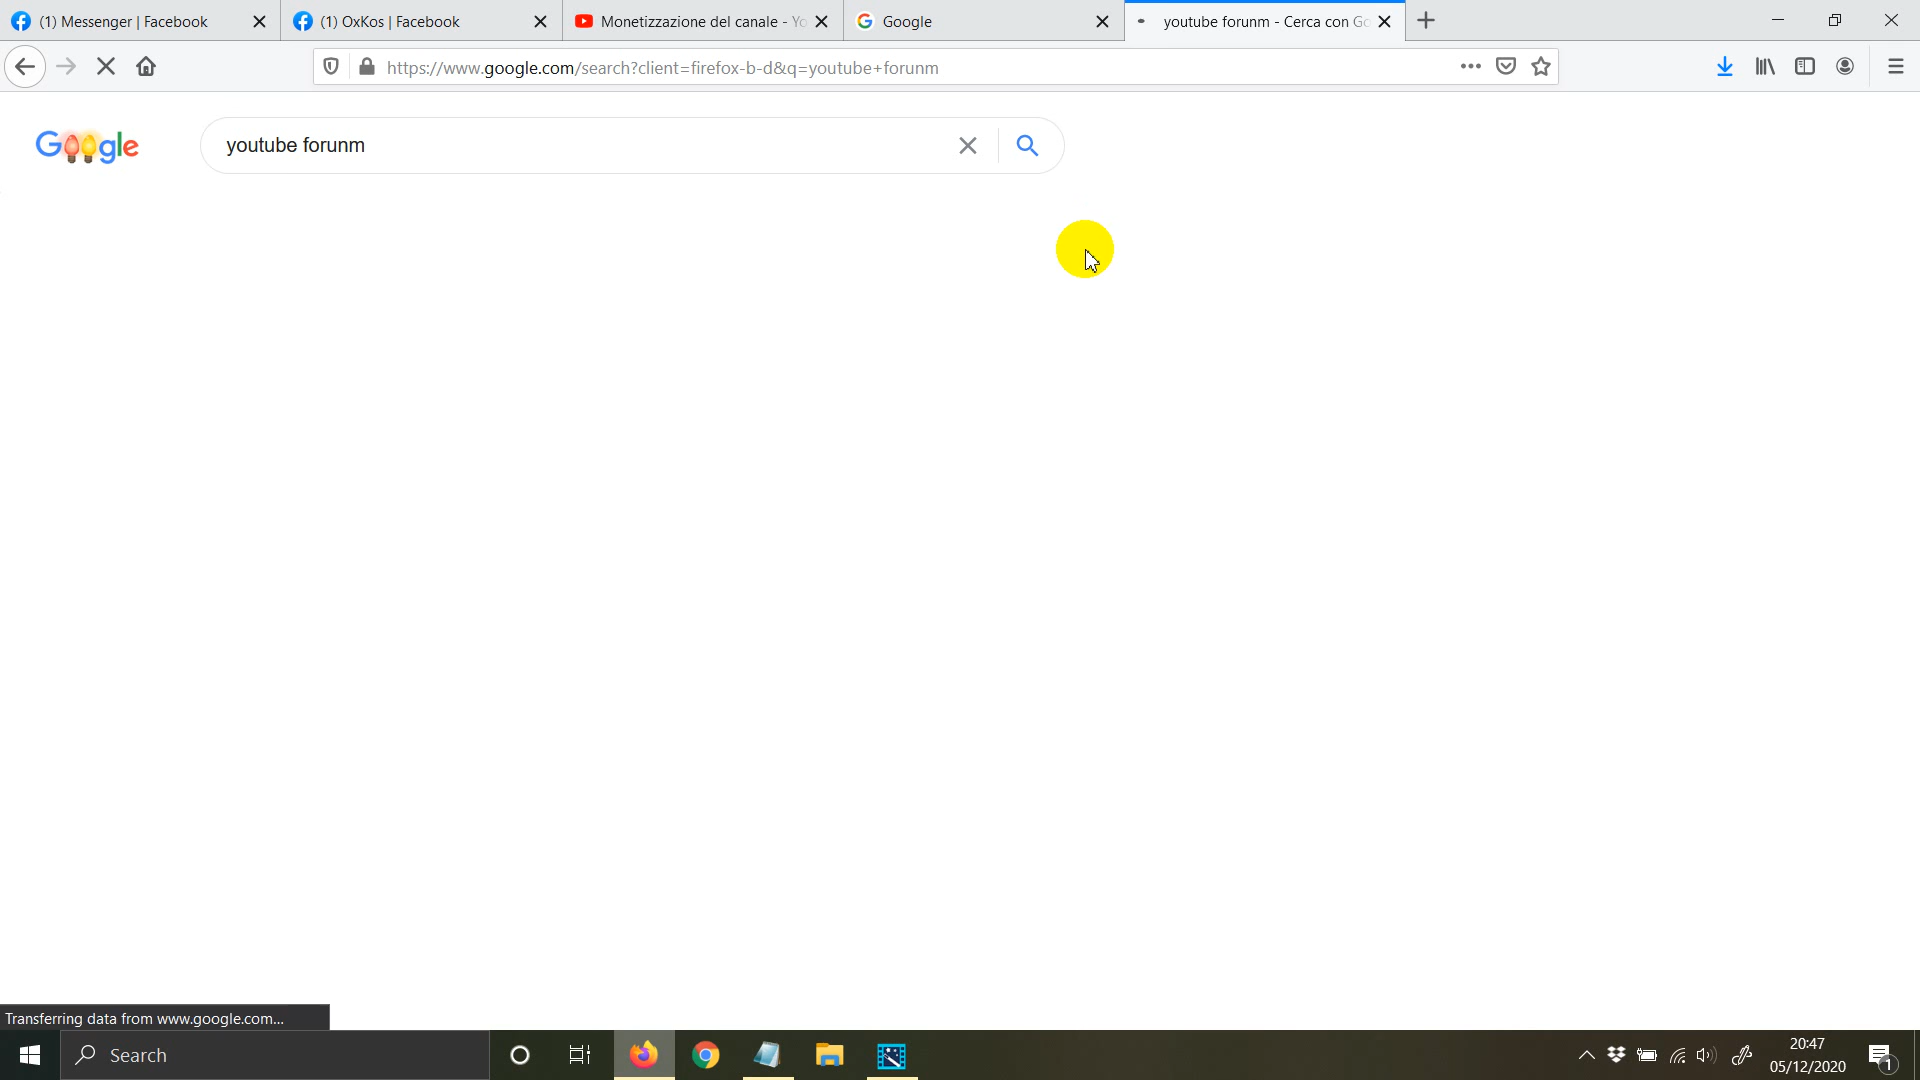 (1) Messenger | Facebook
(1) OxKos | Facebook
Monetizzazione del canale - Yo
Google
youtube forunm - Cerca con Go
https://www.google.com/search?client=firefox-b-d&q=youtube+forunm
Google
youtube forunm
Transferring data from www.google.com...
Search
20:47
05/12/2020
1